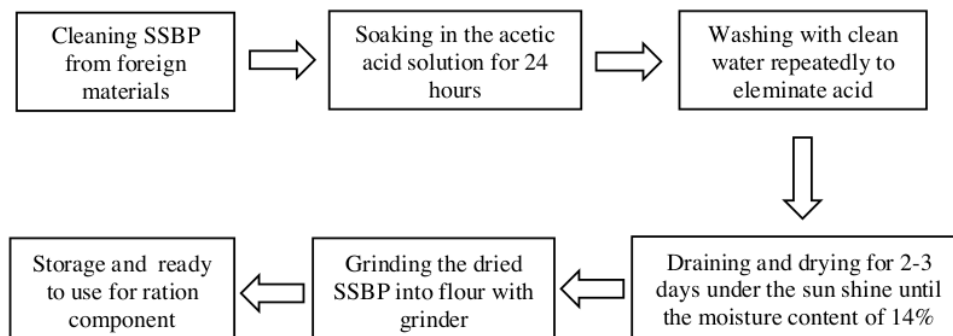 Cleaning SSBP
from foreign
materials
Soaking in the acetic
acid solution for 24
hours
Washing with clean
water repeatedly to
eleminate acid
Draining and drying for 2-3
days under the sun shine until
the moisture content of 14%
Grinding the dried
SSBP into flour with
grinder
Storage and ready
to use for ration
component